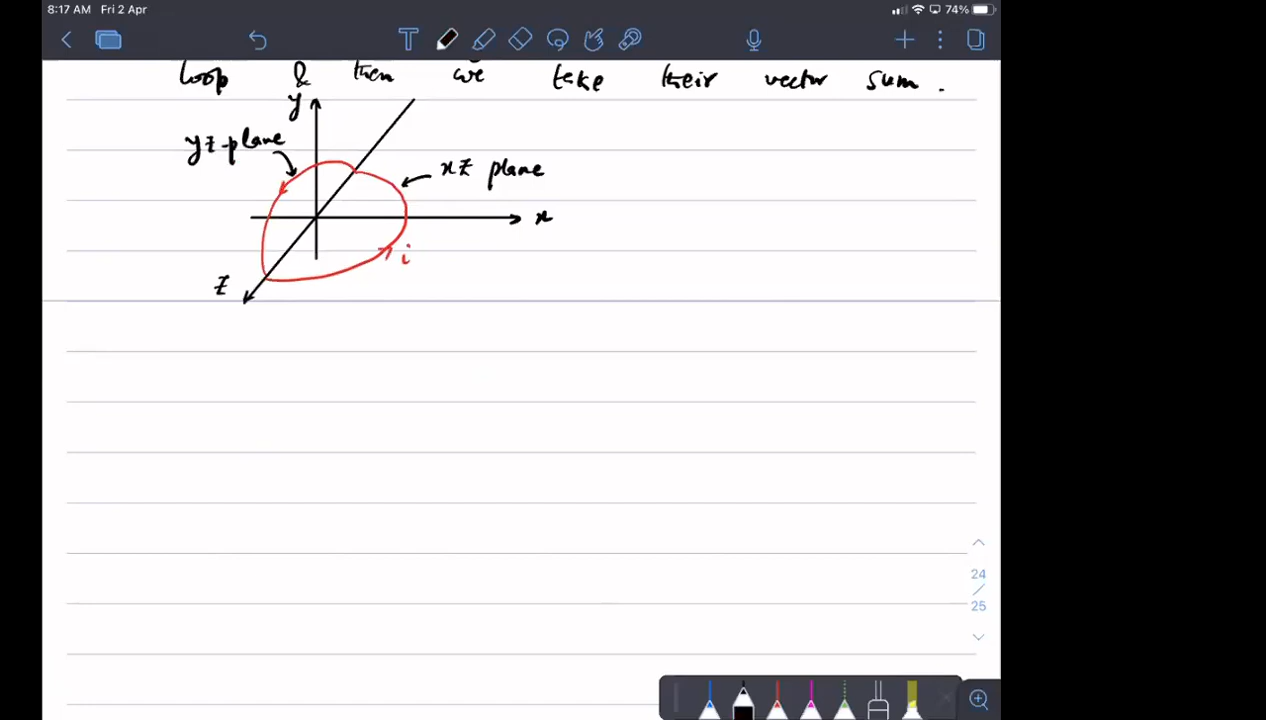 8:17 AM Fri 2 Apr
74%
T
loop & then we take their vector sum.
y
yz-plane
xz plane
x
i
z
24
/
25